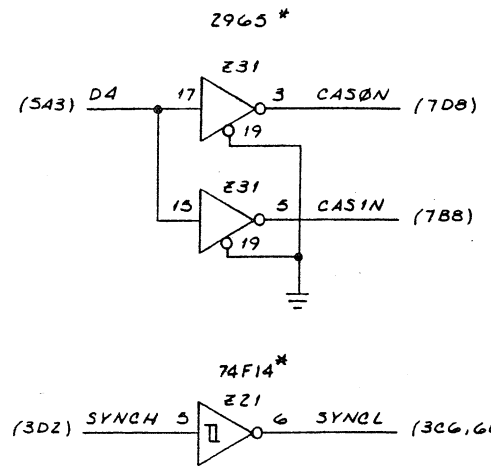 2965 *
Z31
(5A3) D4 17 3 CASØN (7D8)
19
Z31
15 5 CAS1N (7B8)
19
74F14*
Z21
(3D2) SYNCH 5 6 SYNCL (3C6,6